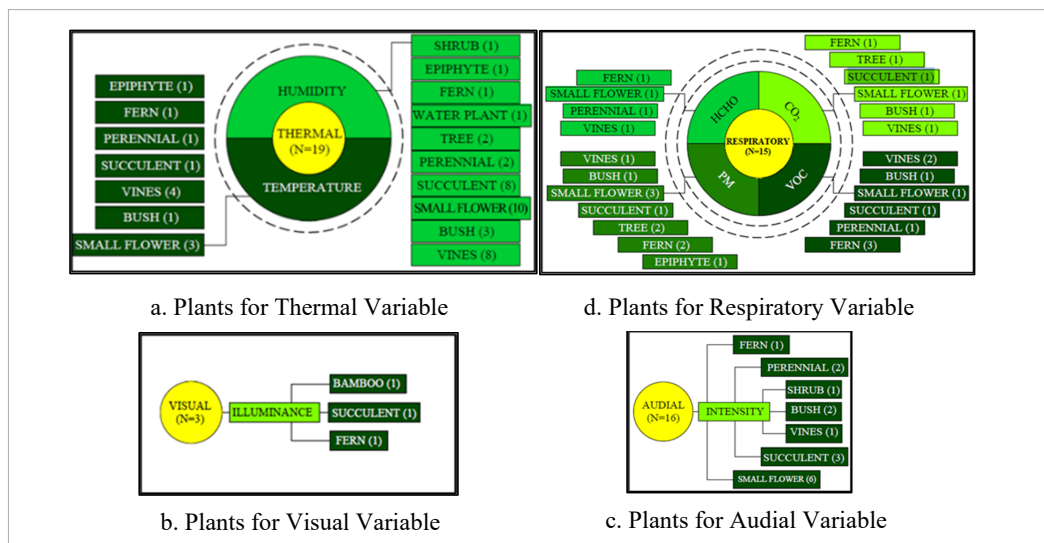 EPIPHYTE (1)
FERN (1)
PERENNIAL (1)
SUCCULENT (1)
VINES (4)
BUSH (1)
SMALL FLOWER (3)
HUMIDITY
THERMAL
(N=19)
TEMPERATURE
SHRUB (1)
EPIPHYTE (1)
FERN (1)
WATER PLANT (1)
TREE (2)
PERENNIAL (2)
SUCCULENT (8)
SMALL FLOWER (10)
BUSH (3)
VINES (8)
a. Plants for Thermal Variable
FERN (1)
SMALL FLOWER (1)
PERENNIAL (1)
VINES (1)
VINES (1)
BUSH (1)
SMALL FLOWER (3)
SUCCULENT (1)
TREE (2)
FERN (2)
EPIPHYTE (1)
HCHO
CO2
RESPIRATORY
(N=15)
PM
VOC
FERN (1)
TREE (1)
SUCCULENT (1)
SMALL FLOWER (1)
BUSH (1)
VINES (1)
VINES (2)
BUSH (1)
SMALL FLOWER (1)
SUCCULENT (1)
PERENNIAL (1)
FERN (3)
d. Plants for Respiratory Variable
VISUAL
(N=3)
ILLUMINANCE
BAMBOO (1)
SUCCULENT (1)
FERN (1)
b. Plants for Visual Variable
AUDIAL
(N=16)
INTENSITY
FERN (1)
PERENNIAL (2)
SHRUB (1)
BUSH (2)
VINES (1)
SUCCULENT (3)
SMALL FLOWER (6)
c. Plants for Audial Variable